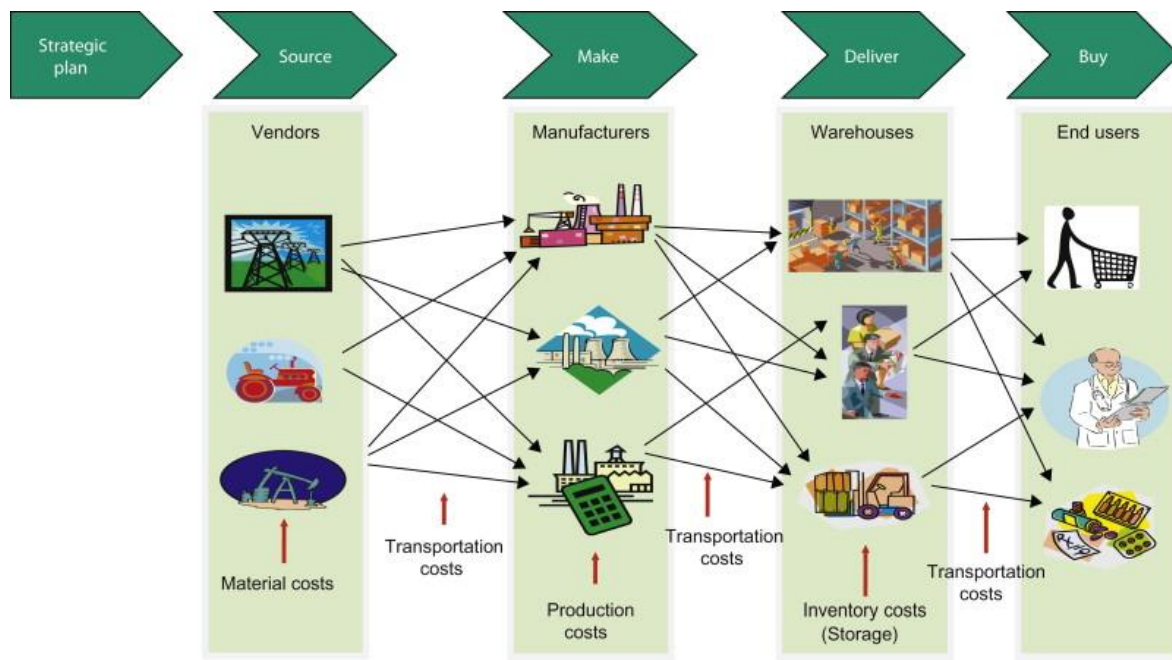 Strategic
plan
Source
Make
Deliver
Buy
Vendors
Manufacturers
Warehouses
End users
Transportation
costs
Material costs
Production
costs
Transportation
costs
Inventory costs
(Storage)
Transportation
costs